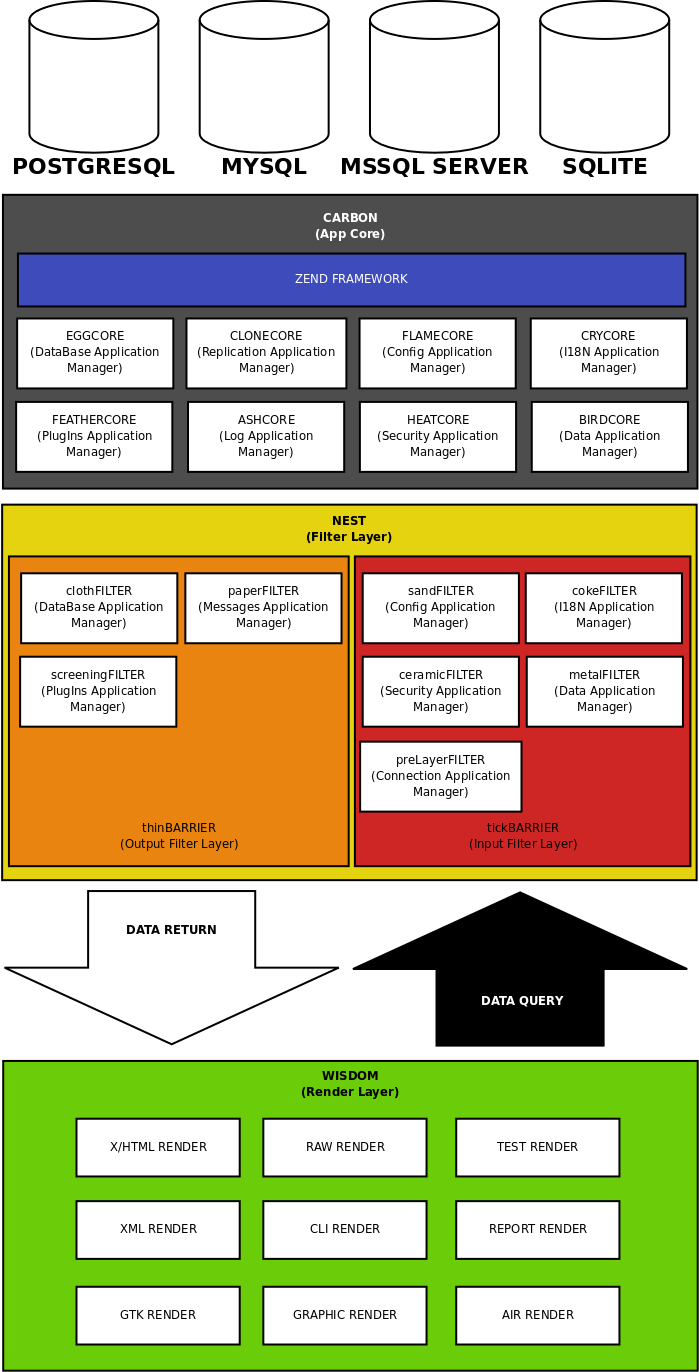 POSTGRESQL MYSQL MSSQL SERVER SQLITE
CARBON
(App Core)
ZEND FRAMEWORK
EGGCORE
(DataBase Application
Manager)
CLONECORE
(Replication Application
Manager)
FLAMECORE
(Config Application
Manager)
CRYCORE
(I18N Application
Manager)
FEATHERCORE
(PlugIns Application
Manager)
ASHCORE
(Log Application
Manager)
HEATCORE
(Security Application
Manager)
BIRDCORE
(Data Application
Manager)
NEST
(Filter Layer)
clothFILTER
(DataBase Application
Manager)
paperFILTER
(Messages Application
Manager)
screeningFILTER
(PlugIns Application
Manager)
thinBARRIER
(Output Filter Layer)
sandFILTER
(Config Application
Manager)
cokeFILTER
(I18N Application
Manager)
ceramicFILTER
(Security Application
Manager)
metalFILTER
(Data Application
Manager)
preLayerFILTER
(Connection Application
Manager)
tickBARRIER
(Input Filter Layer)
DATA RETURN
DATA QUERY
WISDOM
(Render Layer)
X/HTML RENDER
RAW RENDER
TEST RENDER
XML RENDER
CLI RENDER
REPORT RENDER
GTK RENDER
GRAPHIC RENDER
AIR RENDER